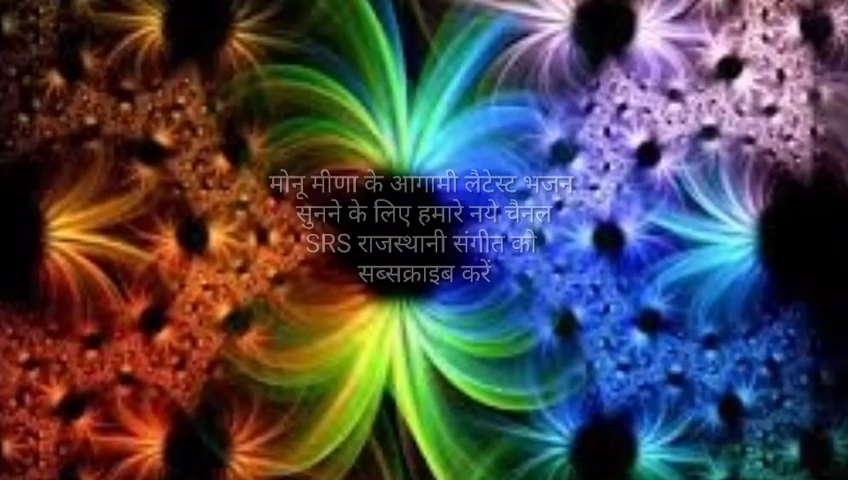 मोनू मीणा के आगामी लैटेस्ट भजन
सुनने के लिए हमारे नये चैनल
SRS राजस्थानी संगीत को
सब्सक्राइब करें